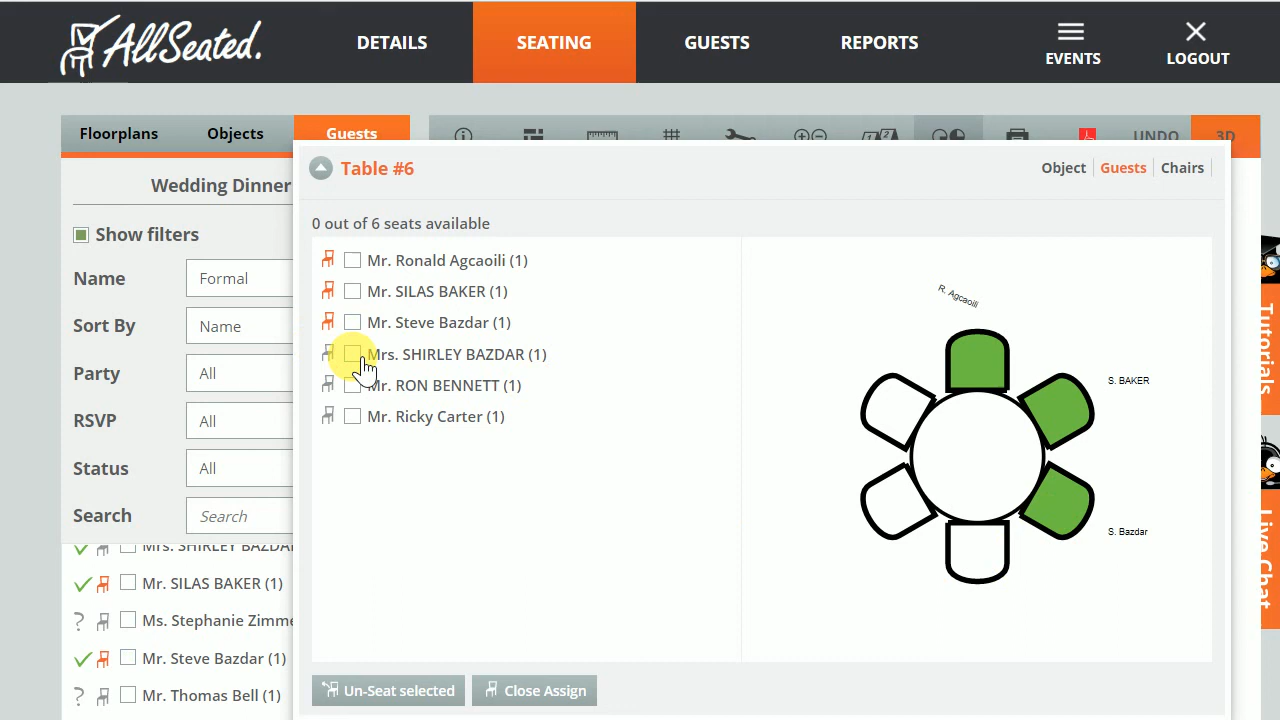 AllSeated.
DETAILS
SEATING
GUESTS
REPORTS
EVENTS
LOGOUT
Floorplans
Objects
Guests
UNDO
3D
Wedding Dinner
Show filters
Name
Formal
Sort By
Name
Party
All
RSVP
All
Status
All
Search
Search
Mrs. SHIRLEY BAZDAR
Mr. SILAS BAKER (1)
Ms. Stephanie Zimme
Mr. Steve Bazdar (1)
Mr. Thomas Bell (1)
Table #6
Object
Guests
Chairs
0 out of 6 seats available
Mr. Ronald Agcaoili (1)
Mr. SILAS BAKER (1)
Mr. Steve Bazdar (1)
Mrs. SHIRLEY BAZDAR (1)
Mr. RON BENNETT (1)
Mr. Ricky Carter (1)
R. Agcaoili
S. BAKER
S. Bazdar
Un-Seat selected
Close Assign
Tutorials
Live Chat